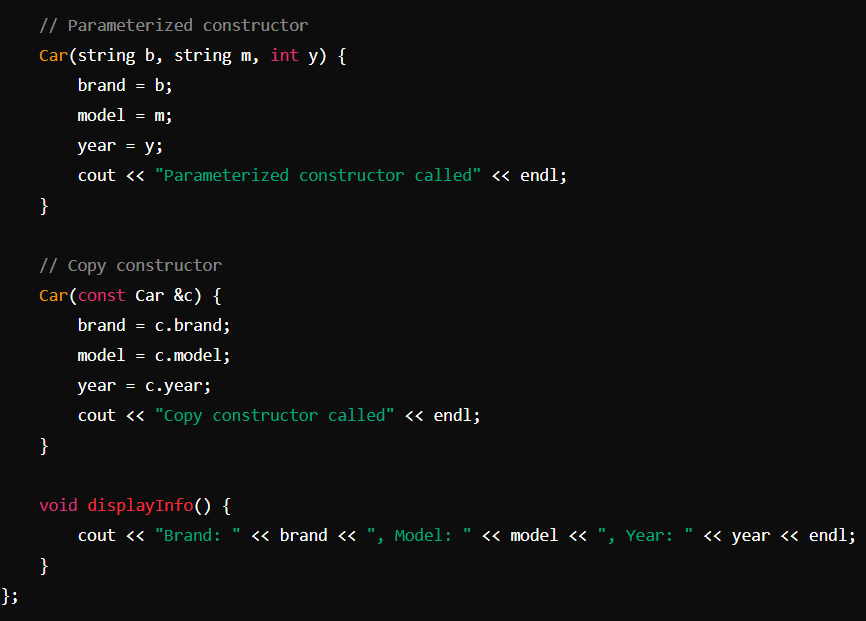 // Parameterized constructor
Car(string b, string m, int y) {
brand = b;
model = m;
year = y;
cout << "Parameterized constructor called" << endl;
}
// Copy constructor
Car(const Car &c) {
brand = c.brand;
model = c.model;
year = c.year;
cout << "Copy constructor called" << endl;
}
void displayInfo() {
cout << "Brand: " << brand << ", Model: " << model << ", Year: " << year << endl;
}
};